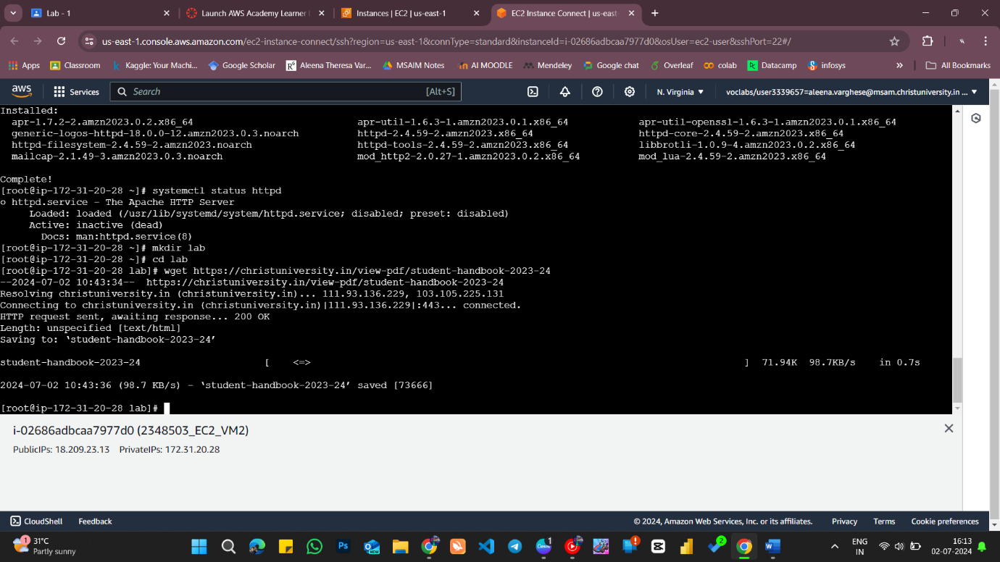 Lab - 1
Launch AWS Academy Learner
Instances | EC2 | us-east-1
EC2 Instance Connect | us-east-
us-east-1.console.aws.amazon.com/ec2-instance-connect/ssh?region=us-east-1&connType=standard&instanceId=i-02686adbcaa7977d0&osUser=ec2-user&sshPort=22#/
Apps Classroom Kaggle: Your Machi... Google Scholar Aleena Theresa Var... MSAIM Notes AI MOODLE Mendeley Google chat Overleaf colab Datacamp infosys » All Bookmarks
aws Services Search [Alt+S] N. Virginia voclabs/user3339657=aleena.varghese@msam.christuniversity.in ...
Installed:
apr-1.7.2-2.amzn2023.0.2.x86_64 apr-util-1.6.3-1.amzn2023.0.1.x86_64 apr-util-openssl-1.6.3-1.amzn2023.0.1.x86_64
generic-logos-httpd-18.0.0-12.amzn2023.0.3.noarch httpd-2.4.59-2.amzn2023.x86_64 httpd-core-2.4.59-2.amzn2023.x86_64
httpd-filesystem-2.4.59-2.amzn2023.noarch httpd-tools-2.4.59-2.amzn2023.x86_64 libbrotli-1.0.9-4.amzn2023.0.2.x86_64
mailcap-2.1.49-3.amzn2023.0.3.noarch mod_http2-2.0.27-1.amzn2023.0.2.x86_64 mod_lua-2.4.59-2.amzn2023.x86_64
Complete!
[root@ip-172-31-20-28 ~]# systemctl status httpd
○ httpd.service - The Apache HTTP Server
Loaded: loaded (/usr/lib/systemd/system/httpd.service; disabled; preset: disabled)
Active: inactive (dead)
Docs: man:httpd.service(8)
[root@ip-172-31-20-28 ~]# mkdir lab
[root@ip-172-31-20-28 ~]# cd lab
[root@ip-172-31-20-28 lab]# wget https://christuniversity.in/view-pdf/student-handbook-2023-24
--2024-07-02 10:43:34-- https://christuniversity.in/view-pdf/student-handbook-2023-24
Resolving christuniversity.in (christuniversity.in)... 111.93.136.229, 103.105.225.131
Connecting to christuniversity.in (christuniversity.in)|111.93.136.229|:443... connected.
HTTP request sent, awaiting response... 200 OK
Length: unspecified [text/html]
Saving to: ‘student-handbook-2023-24’
student-handbook-2023-24 [ <=> ] 71.94K 98.7KB/s in 0.7s
2024-07-02 10:43:36 (98.7 KB/s) - ‘student-handbook-2023-24’ saved [73666]
[root@ip-172-31-20-28 lab]#
i-02686adbcaa7977d0 (2348503_EC2_VM2)
PublicIPs: 18.209.23.13 PrivateIPs: 172.31.20.28
CloudShell Feedback © 2024, Amazon Web Services, Inc. or its affiliates. Privacy Terms Cookie preferences
1 31°C
Partly sunny
Ps NEW 1 2
ENG
IN
16:13
02-07-2024